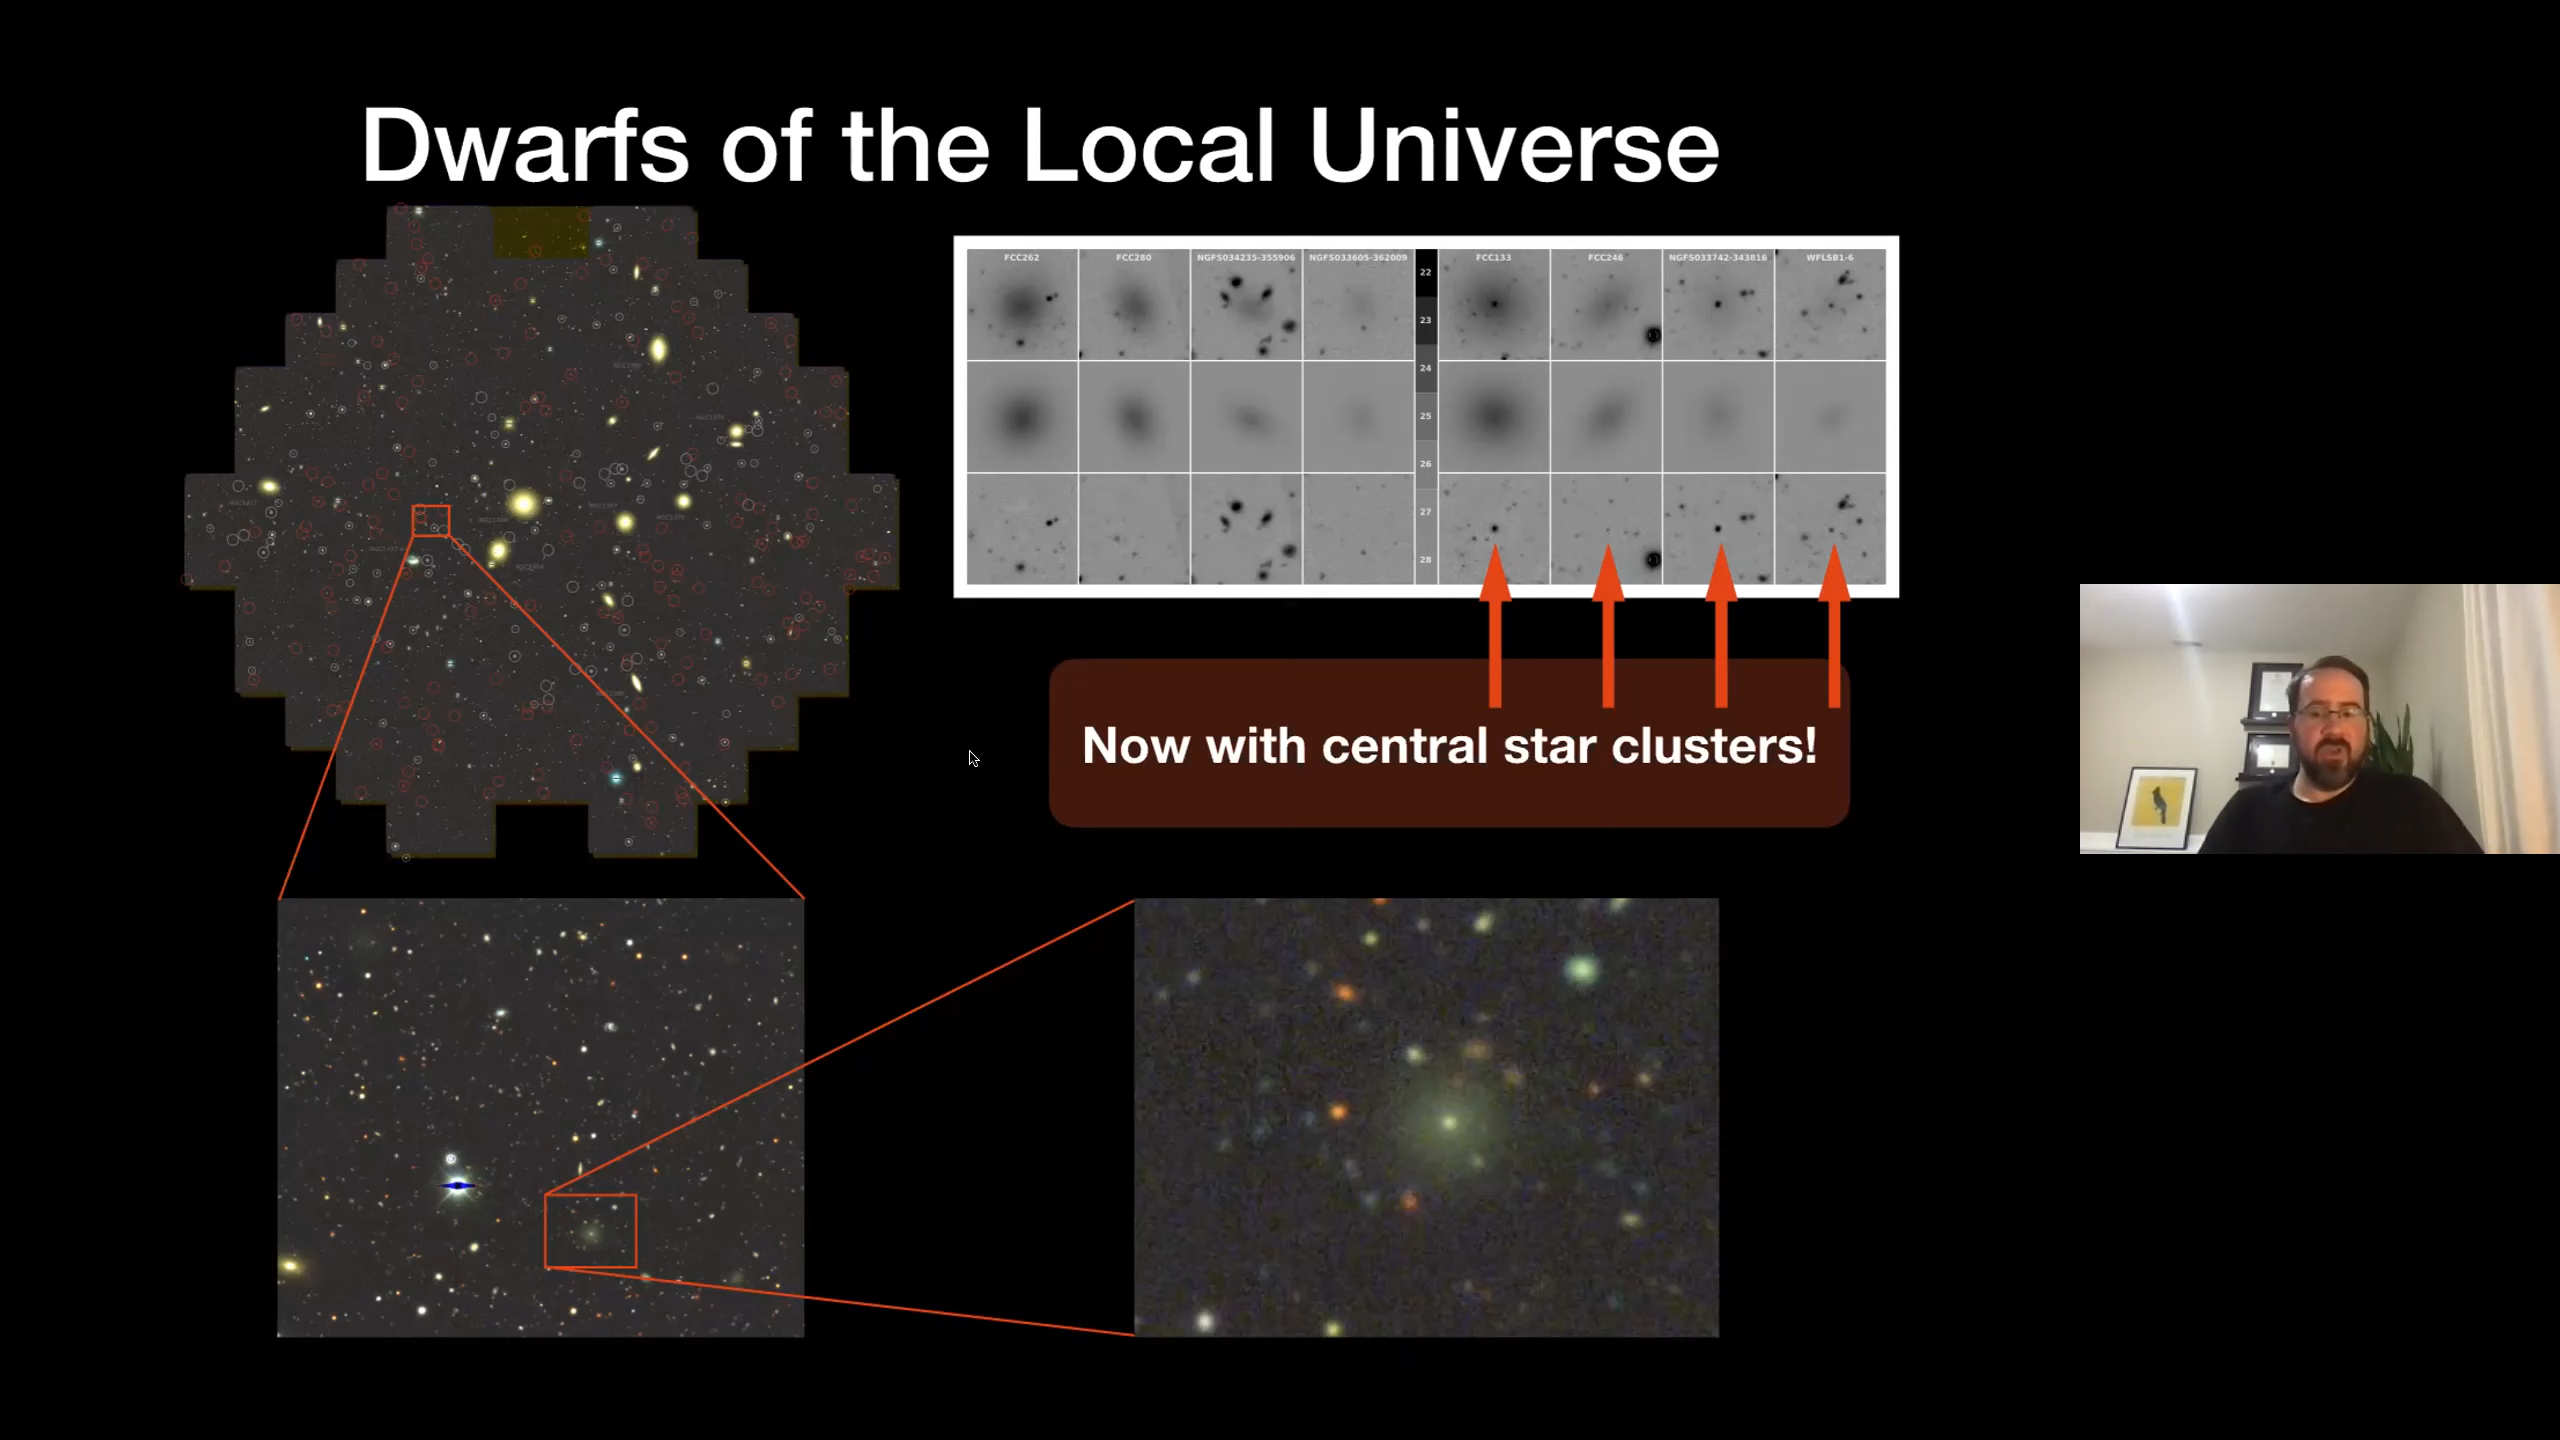 Dwarfs of the Local Universe
FCC262 FCC280 NGFS034235-355906 NGFS033605-362009 FCC133 FCC246 NGFS033742-343816 WFLSB1-6
22
23
24
25
26
27
28
Now with central star clusters!